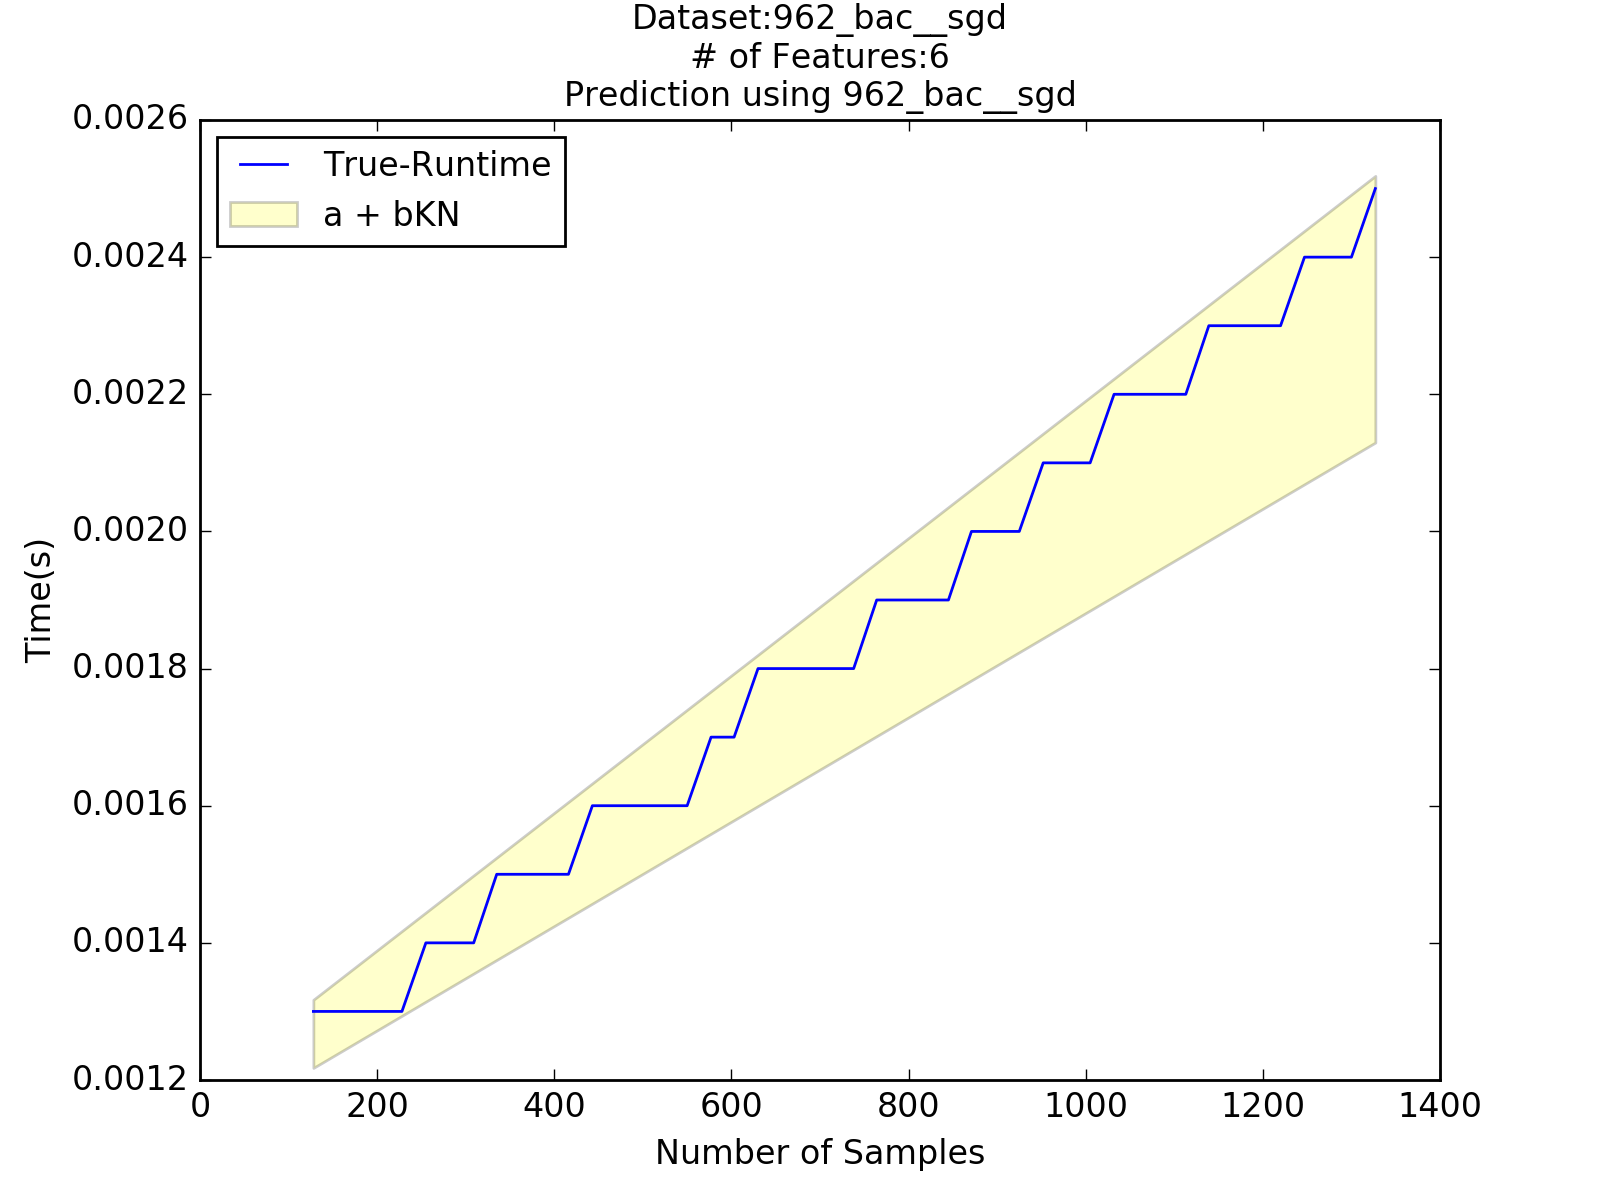 Dataset:962_bac__sgd
# of Features:6
Prediction using 962_bac__sgd
True-Runtime
a + bKN
0.0026
0.0024
0.0022
0.0020
0.0018
0.0016
0.0014
0.0012
Time(s)
0 200 400 600 800 1000 1200 1400
Number of Samples